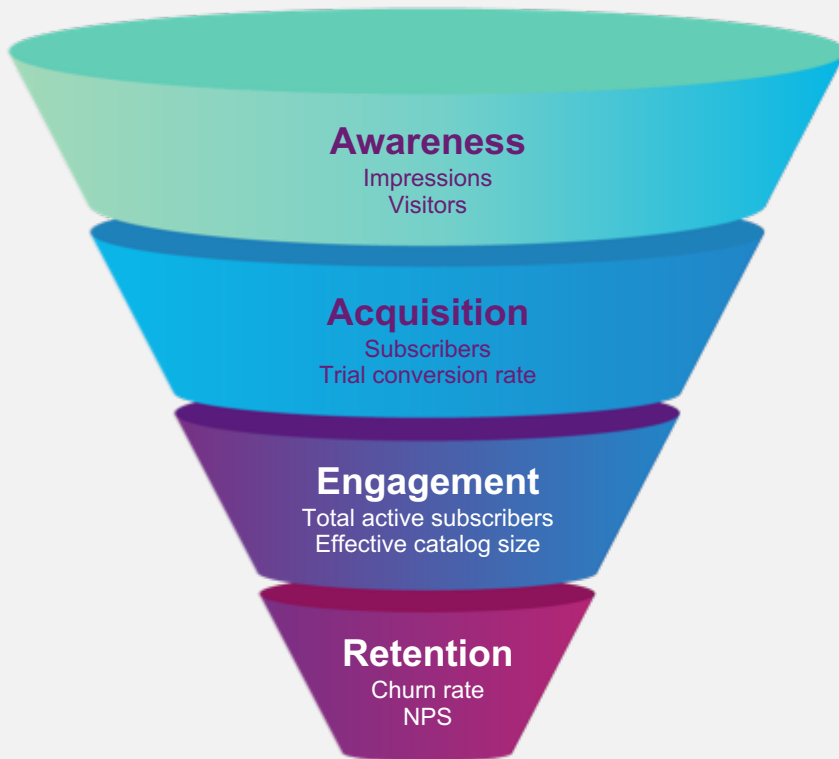 Awareness
Impressions
Visitors
Acquisition
Subscribers
Trial conversion rate
Engagement
Total active subscribers
Effective catalog size
Retention
Churn rate
NPS